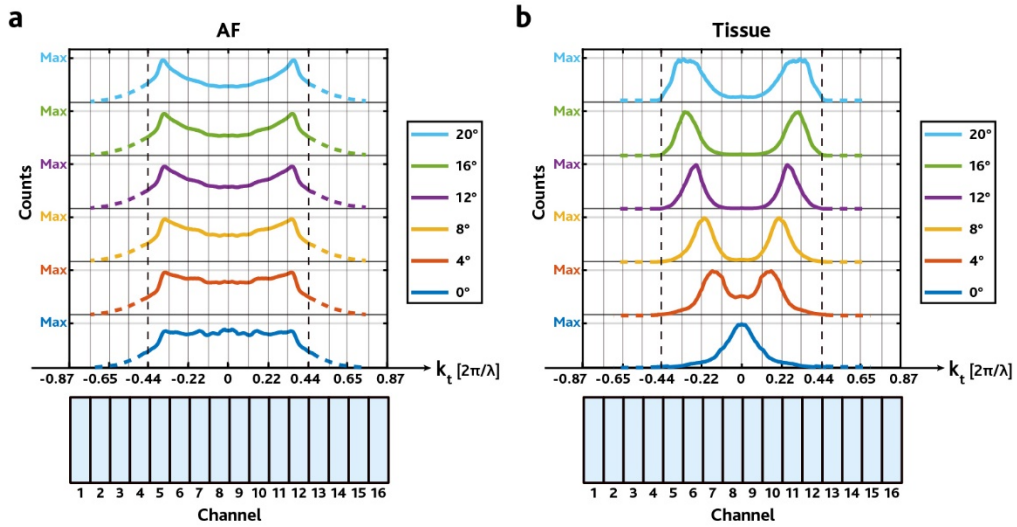 a
AF
Counts
Max
Max
Max
Max
Max
Max
20°
16°
12°
8°
4°
0°
-0.87 -0.65 -0.44 -0.22 0 0.22 0.44 0.65 0.87
kt [2π/λ]
1 2 3 4 5 6 7 8 9 10 11 12 13 14 15 16
Channel
b
Tissue
Counts
Max
Max
Max
Max
Max
Max
20°
16°
12°
8°
4°
0°
-0.87 -0.65 -0.44 -0.22 0 0.22 0.44 0.65 0.87
kt [2π/λ]
1 2 3 4 5 6 7 8 9 10 11 12 13 14 15 16
Channel